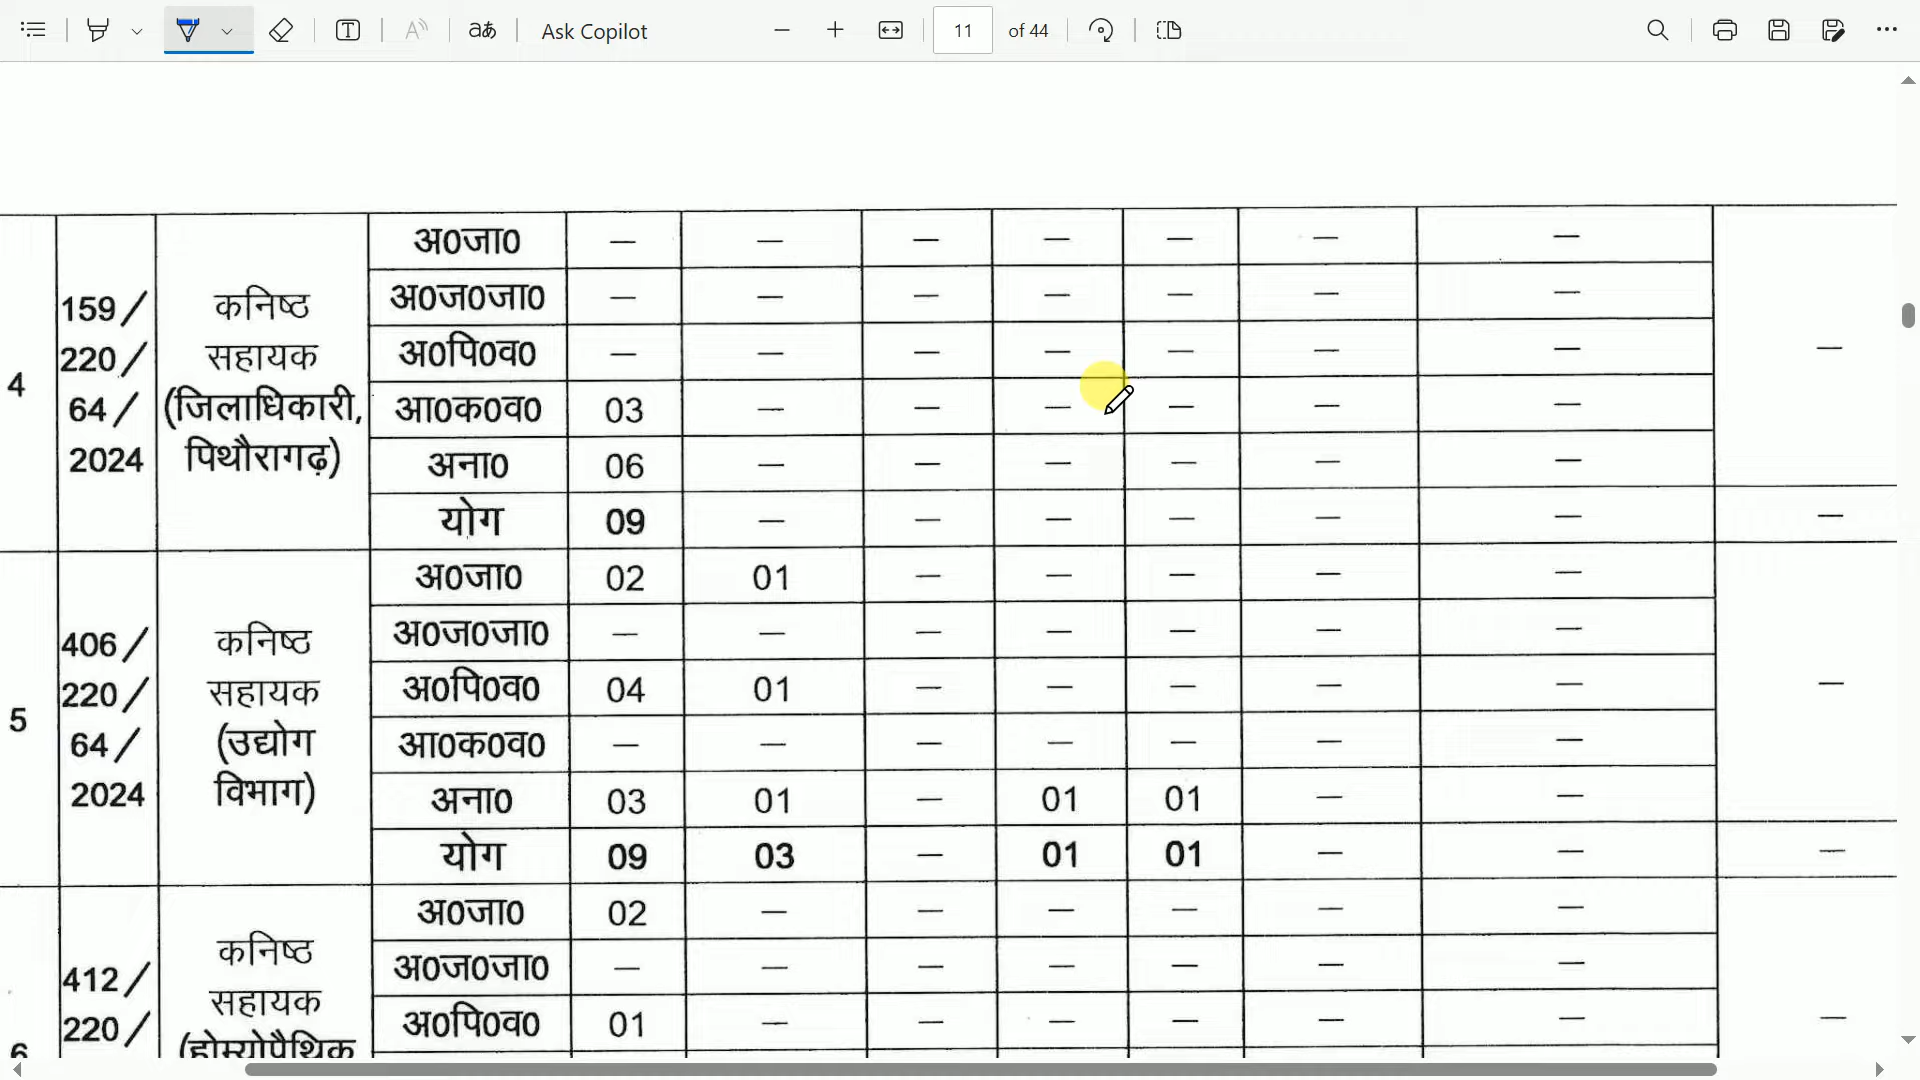 Ask Copilot 11 of 44
अ0जा0 — — — — — — —
अ0ज0जा0 — — — — — — —
अ0पि0व0 — — — — — — —
आ0क0व0 03 — — — — — —
अना0 06 — — — — — —
योग 09 — — — — — — —
4
159/
220/
64/
2024
कनिष्ठ
सहायक
(जिलाधिकारी,
पिथौरागढ़)
—
अ0जा0 02 01 — — — — —
अ0ज0जा0 — — — — — — —
अ0पि0व0 04 01 — — — — —
आ0क0व0 — — — — — — —
अना0 03 01 — 01 01 — —
योग 09 03 — 01 01 — — —
5
406/
220/
64/
2024
कनिष्ठ
सहायक
(उद्योग
विभाग)
—
अ0जा0 02 — — — — — —
अ0ज0जा0 — — — — — — —
अ0पि0व0 01 — — — — — —
6
412/
220/
कनिष्ठ
सहायक
(होम्योपैथिक
—